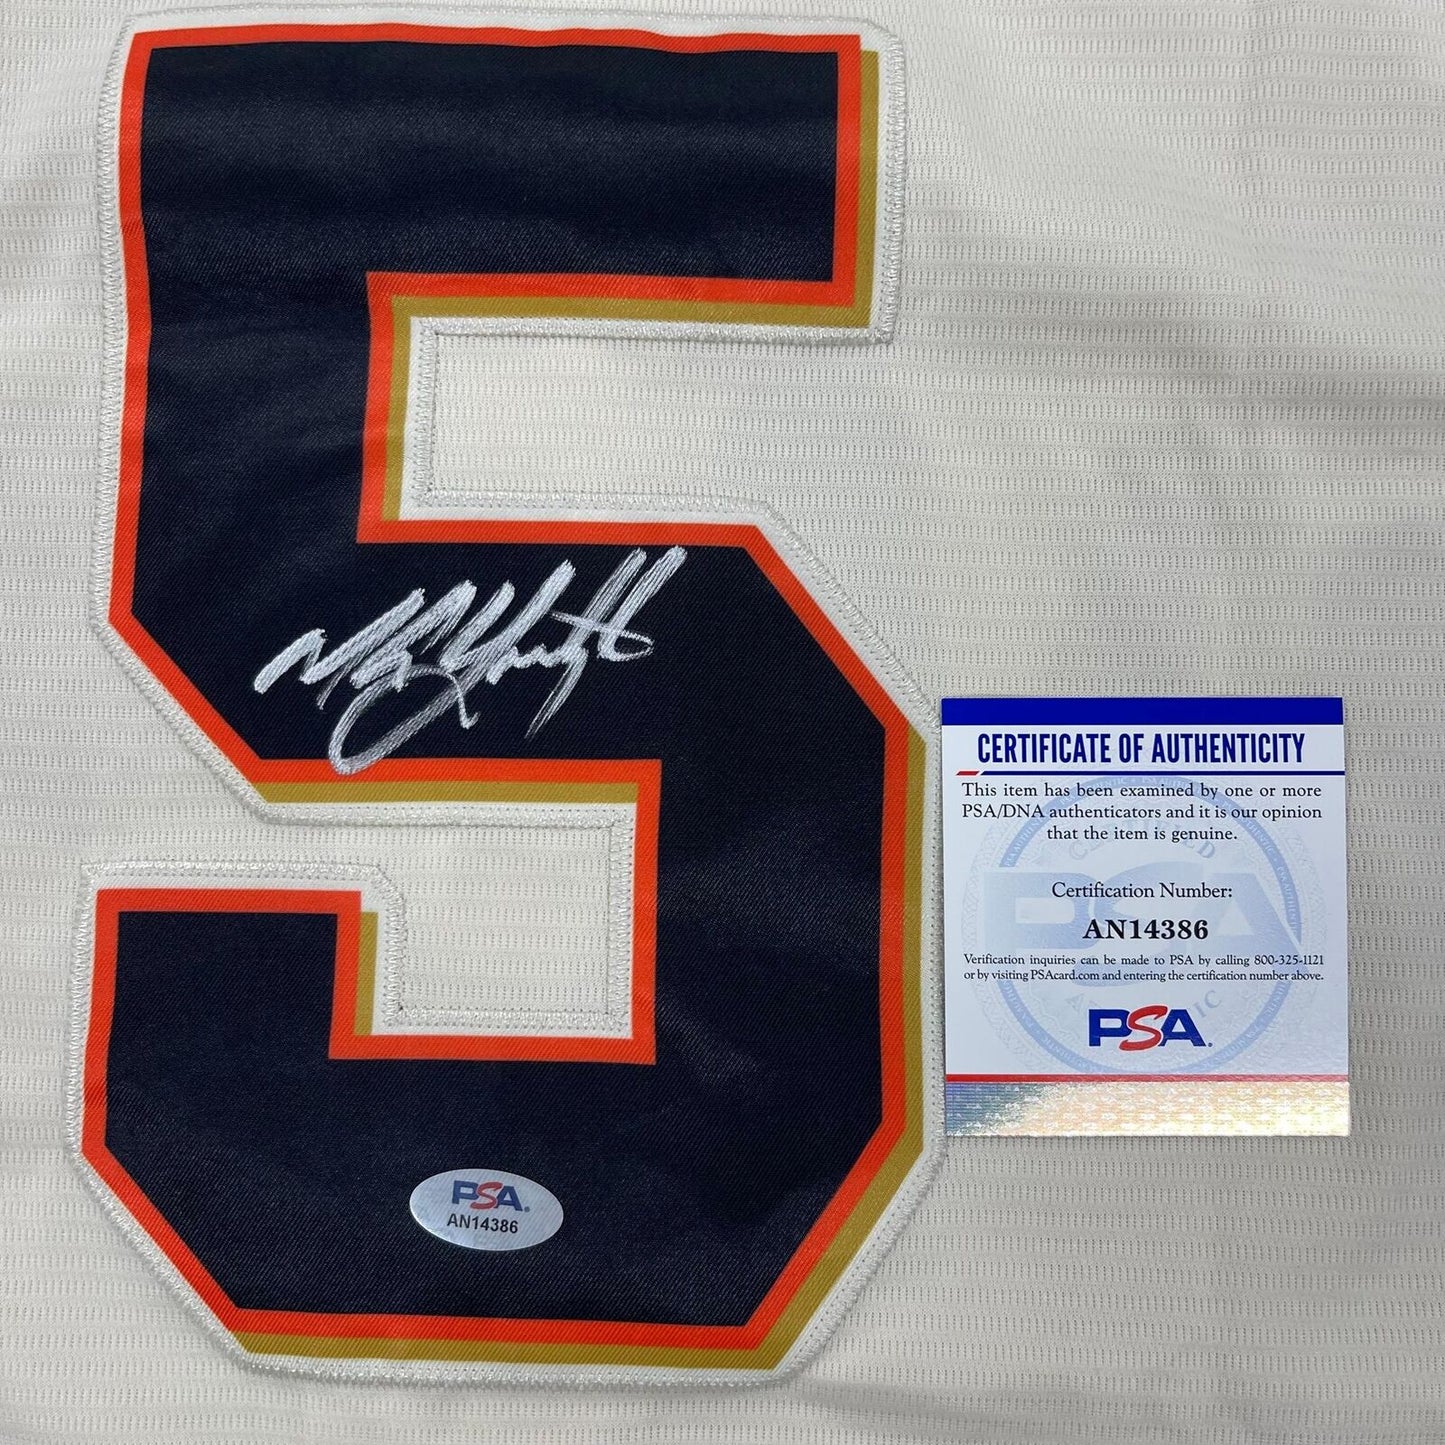 5
CERTIFICATE OF AUTHENTICITY
This item has been examined by one or more
PSA/DNA authenticators and it is our opinion
that the item is genuine.
Certification Number:
AN14386
Verification inquiries can be made to PSA by calling 800-325-1121
or by visiting PSAcard.com and entering the certification number above.
PSA
PSA
AN14386